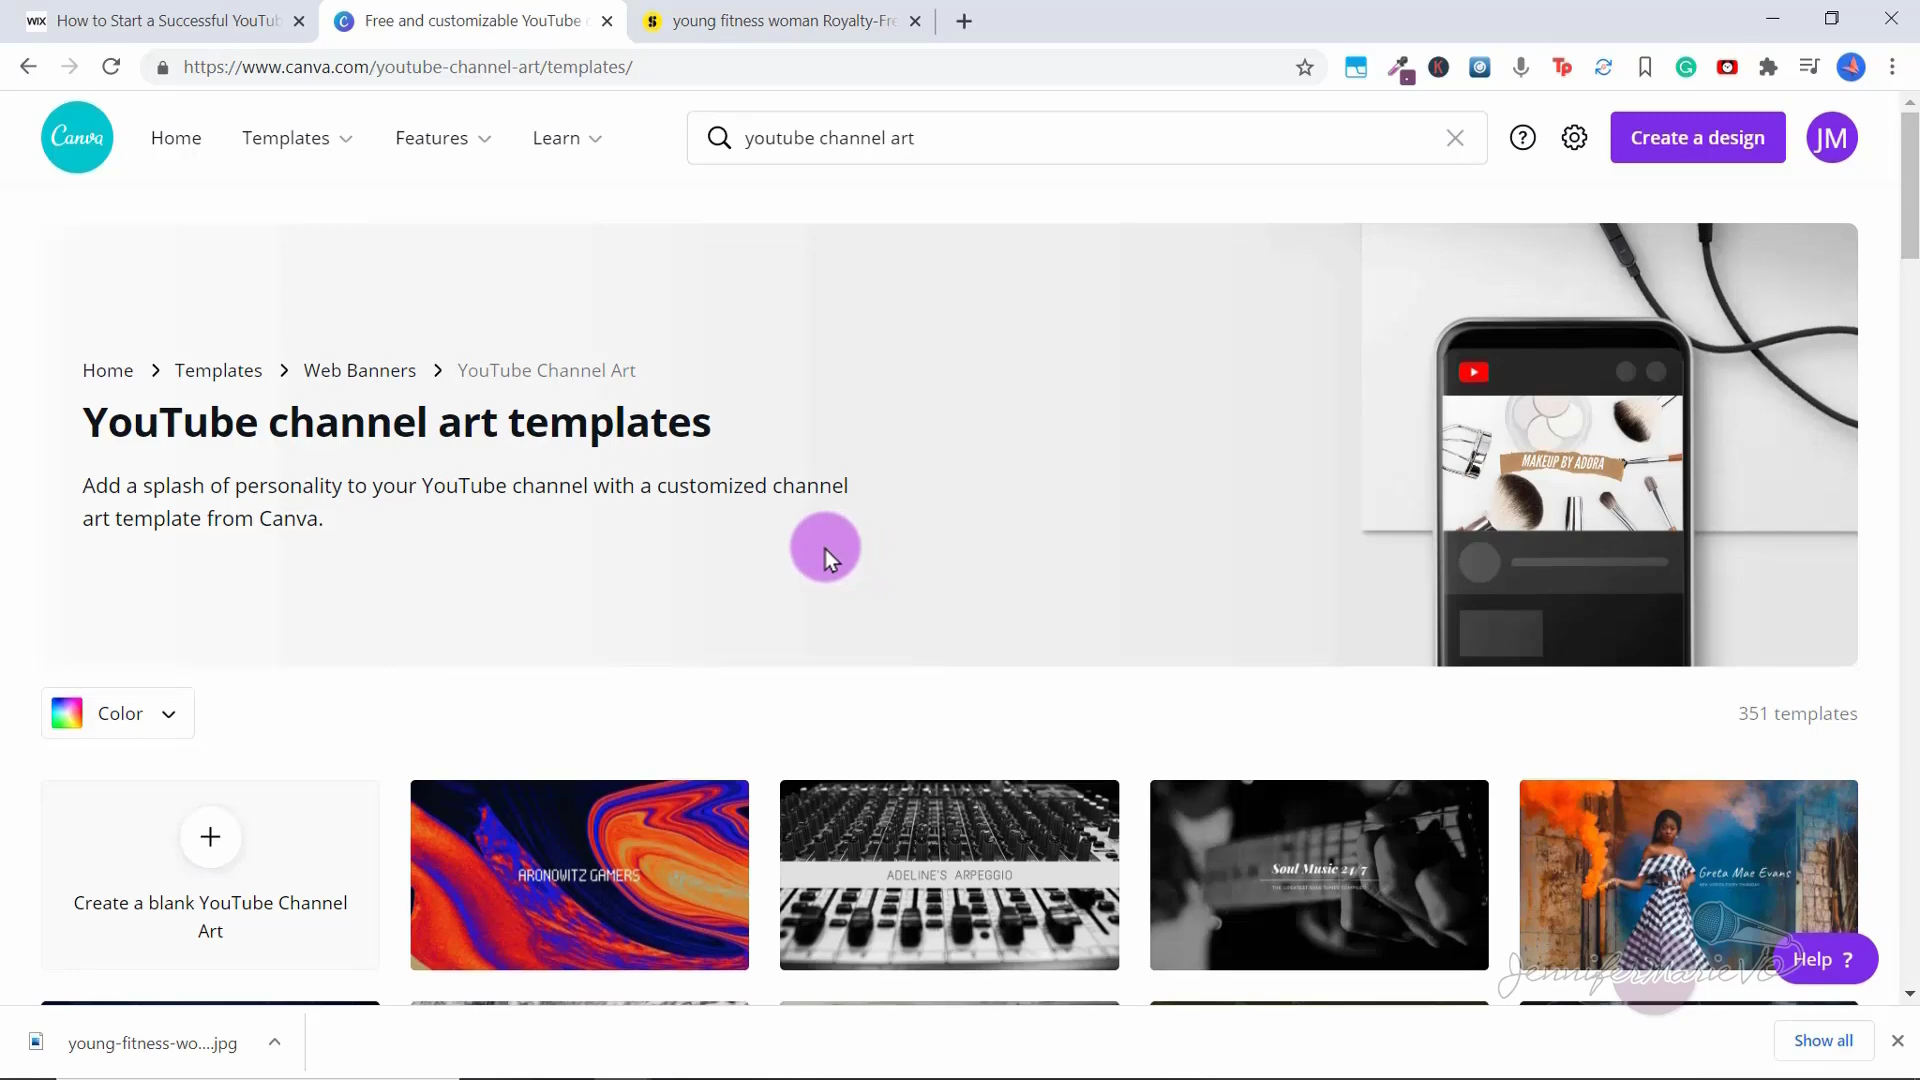 WIX How to Start a Successful YouTub
Free and customizable YouTube c
young fitness woman Royalty-Fre
https://www.canva.com/youtube-channel-art/templates/
Tp
K
G
Canva
Home
Templates
Features
Learn
youtube channel art
Create a design
JM
Home > Templates > Web Banners > YouTube Channel Art
YouTube channel art templates
Add a splash of personality to your YouTube channel with a customized channel
art template from Canva.
MAKEUP BY ADORA
Color
351 templates
+
Create a blank YouTube Channel
Art
ARONOWITZ GAMERS
ADELINE'S ARPEGGIO
Soul Music 24/7
Greta Mae Evans
JenniferMarieVO
Help ?
young-fitness-wo....jpg
Show all